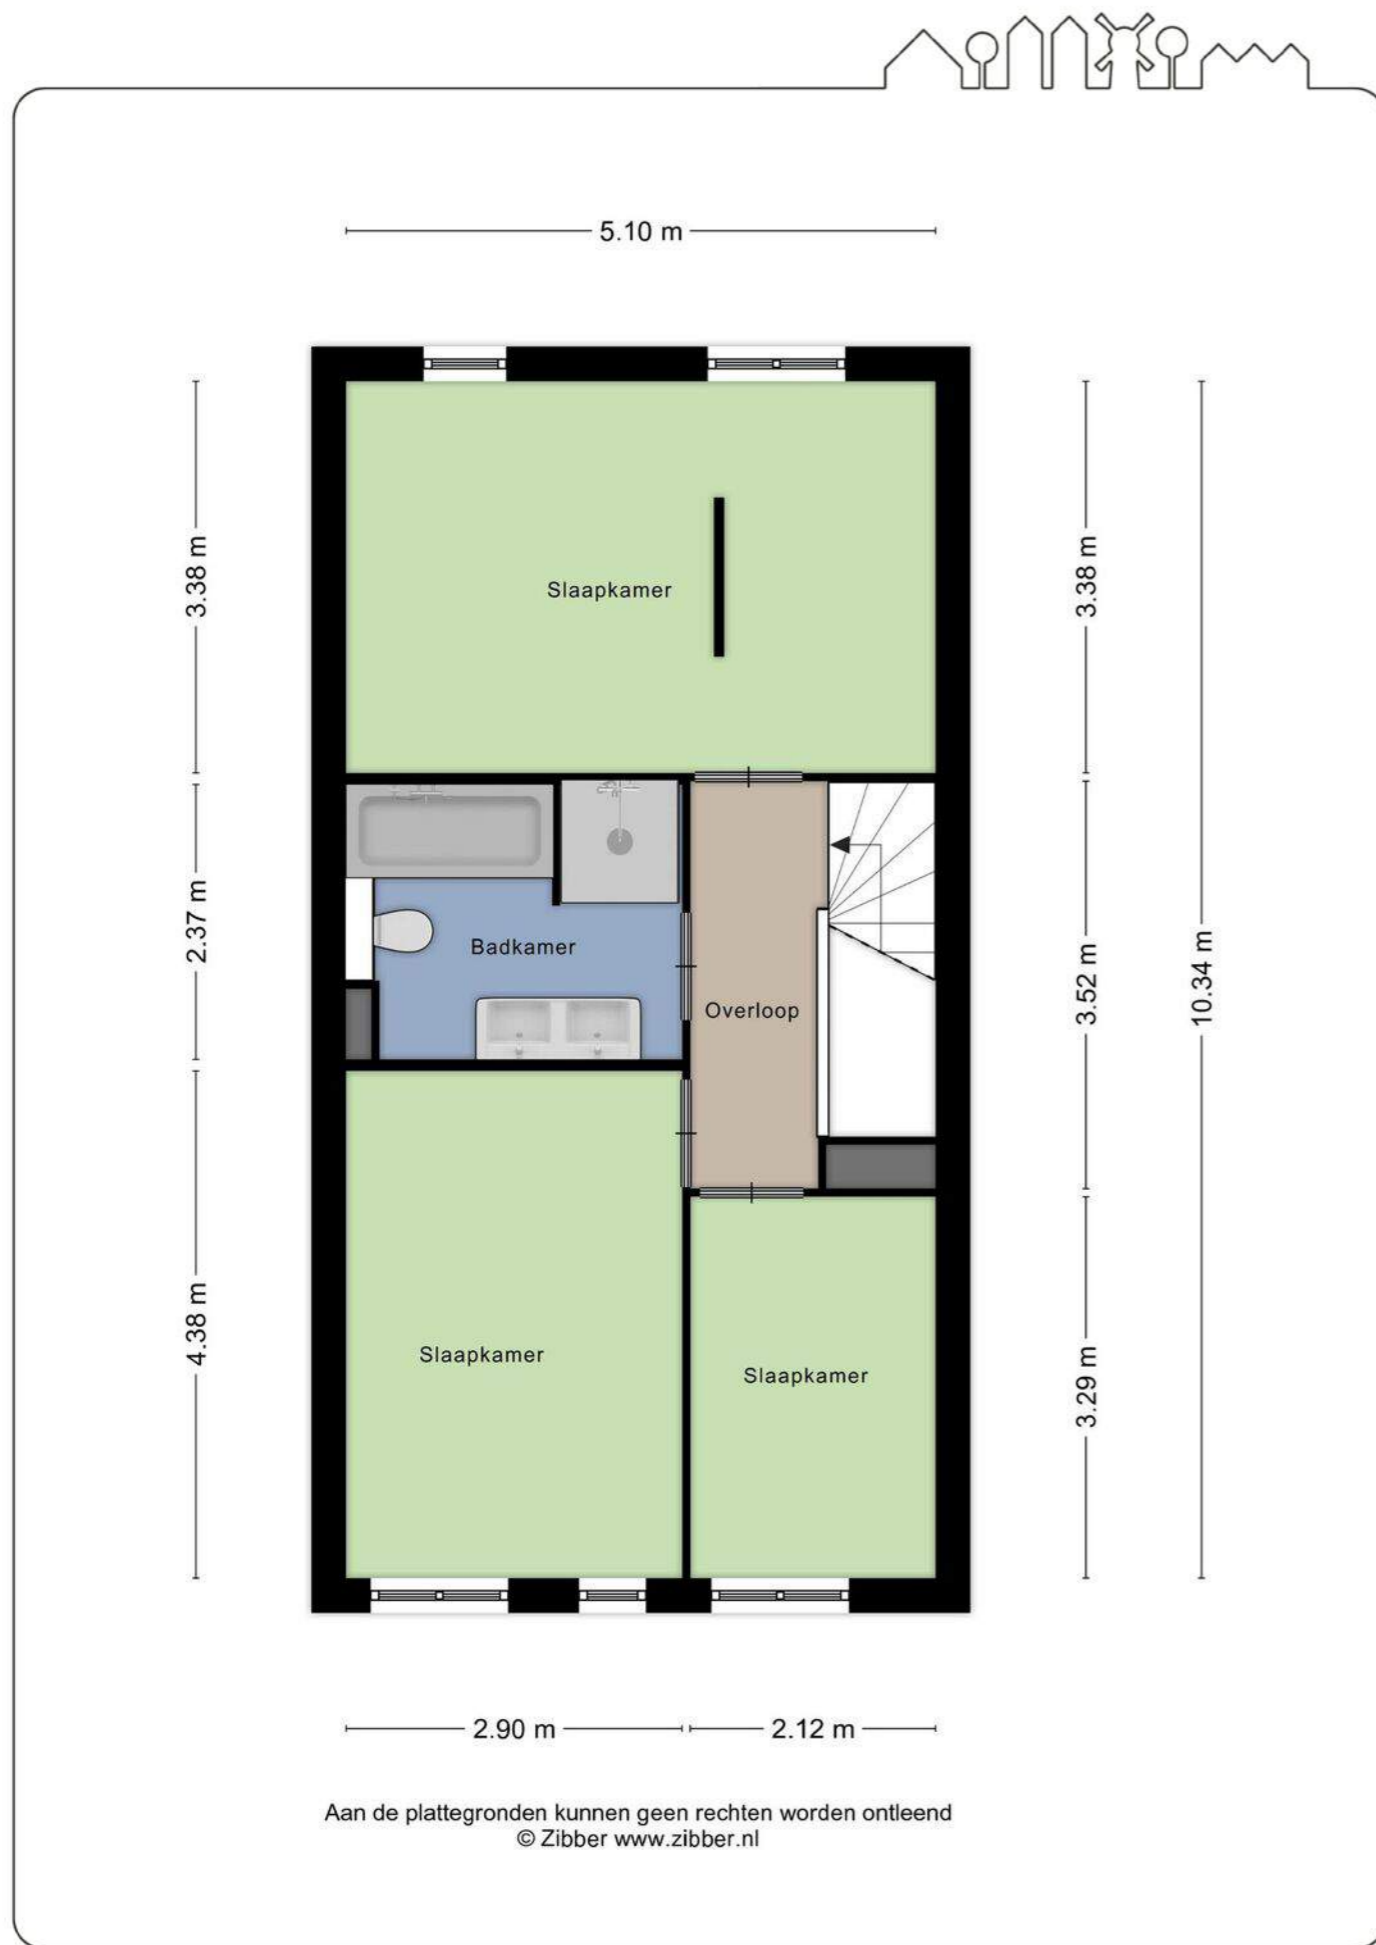 5.10 m
3.38 m
3.38 m
Slaapkamer
2.37 m
Badkamer
3.52 m
10.34 m
Overloop
4.38 m
Slaapkamer
Slaapkamer
3.29 m
2.90 m
2.12 m
Aan de plattegronden kunnen geen rechten worden ontleend
© Zibber www.zibber.nl